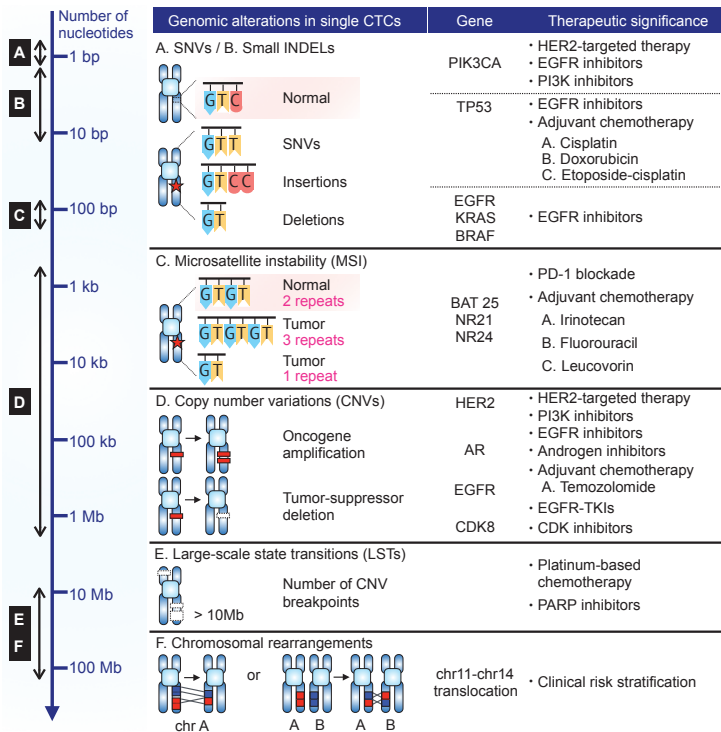 Number of nucleotides
1 bp
10 bp
100 bp
1 kb
10 kb
100 kb
1 Mb
10 Mb
100 Mb
A
B
C
D
E
F
Genomic alterations in single CTCs
Gene
Therapeutic significance
A. SNVs / B. Small INDELs
G T C
Normal
G T T
SNVs
G T C C
Insertions
G T
Deletions
PIK3CA
· HER2-targeted therapy
· EGFR inhibitors
· PI3K inhibitors
TP53
· EGFR inhibitors
· Adjuvant chemotherapy
A. Cisplatin
B. Doxorubicin
C. Etoposide-cisplatin
EGFR
KRAS
BRAF
· EGFR inhibitors
C. Microsatellite instability (MSI)
G T G T
Normal
2 repeats
G T G T G T
Tumor
3 repeats
G T
Tumor
1 repeat
BAT 25
NR21
NR24
· PD-1 blockade
· Adjuvant chemotherapy
A. Irinotecan
B. Fluorouracil
C. Leucovorin
D. Copy number variations (CNVs)
Oncogene
amplification
Tumor-suppressor
deletion
HER2
AR
EGFR
CDK8
· HER2-targeted therapy
· PI3K inhibitors
· EGFR inhibitors
· Androgen inhibitors
· Adjuvant chemotherapy
A. Temozolomide
· EGFR-TKIs
· CDK inhibitors
E. Large-scale state transitions (LSTs)
> 10Mb
Number of CNV
breakpoints
· Platinum-based
chemotherapy
· PARP inhibitors
F. Chromosomal rearrangements
or
chr A
A B
A B
chr11-chr14
translocation
· Clinical risk stratification